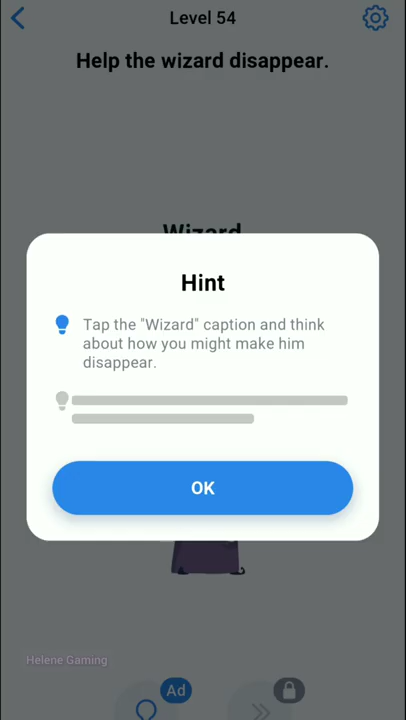 Level 54
Help the wizard disappear.
Wizard
Hint
Tap the "Wizard" caption and think
about how you might make him
disappear.
OK
Helene Gaming
Ad